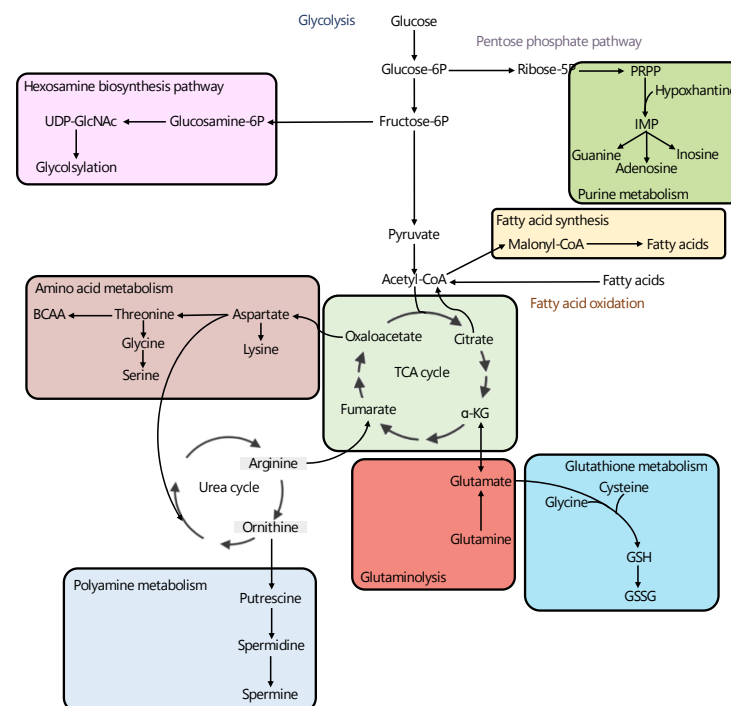 Glycolysis
Glucose
Pentose phosphate pathway
Glucose-6P
Ribose-5P
PRPP
Hypoxhantine
IMP
Guanine
Inosine
Adenosine
Purine metabolism
Hexosamine biosynthesis pathway
UDP-GlcNAc
Glucosamine-6P
Fructose-6P
Glycolsylation
Pyruvate
Fatty acid synthesis
Malonyl-CoA
Fatty acids
Acetyl-CoA
Fatty acids
Fatty acid oxidation
Amino acid metabolism
BCAA
Threonine
Aspartate
Glycine
Lysine
Serine
Oxaloacetate
Citrate
TCA cycle
Fumarate
α-KG
Arginine
Urea cycle
Ornithine
Glutamate
Glutamine
Glutaminolysis
Glutathione metabolism
Cysteine
Glycine
GSH
GSSG
Polyamine metabolism
Putrescine
Spermidine
Spermine